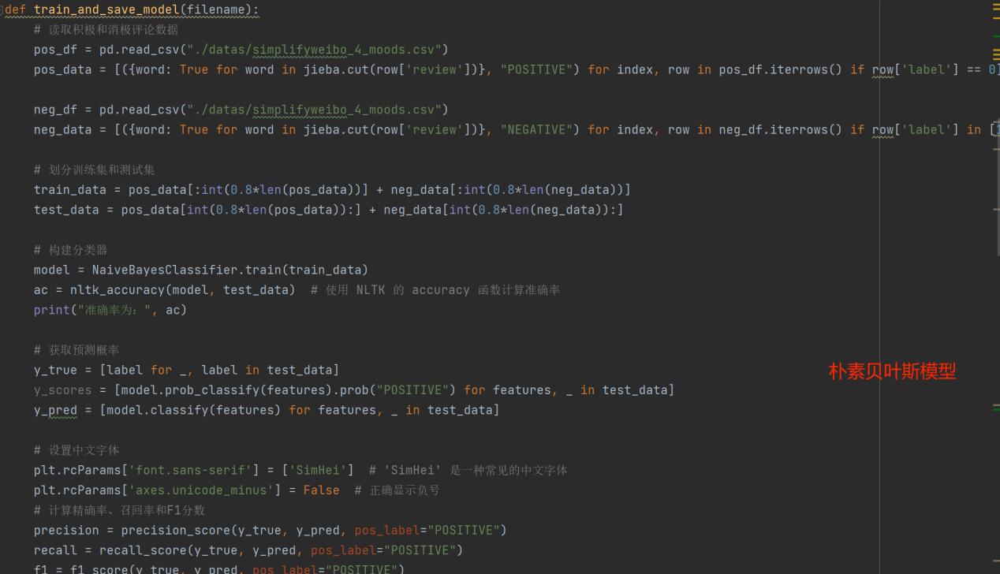 def train_and_save_model(filename):
# 读取积极和消极评论数据
pos_df = pd.read_csv("./datas/simplifyweibo_4_moods.csv")
pos_data = [({word: True for word in jieba.cut(row['review'])}, "POSITIVE") for index, row in pos_df.iterrows() if row['label'] == 0]
neg_df = pd.read_csv("./datas/simplifyweibo_4_moods.csv")
neg_data = [({word: True for word in jieba.cut(row['review'])}, "NEGATIVE") for index, row in neg_df.iterrows() if row['label'] in [
# 划分训练集和测试集
train_data = pos_data[:int(0.8*len(pos_data))] + neg_data[:int(0.8*len(neg_data))]
test_data = pos_data[int(0.8*len(pos_data)):] + neg_data[int(0.8*len(neg_data)):]
# 构建分类器
model = NaiveBayesClassifier.train(train_data)
ac = nltk_accuracy(model, test_data)  # 使用 NLTK 的 accuracy 函数计算准确率
print("准确率为：", ac)
# 获取预测概率
y_true = [label for _, label in test_data]
朴素贝叶斯模型
y_scores = [model.prob_classify(features).prob("POSITIVE") for features, _ in test_data]
y_pred = [model.classify(features) for features, _ in test_data]
# 设置中文字体
plt.rcParams['font.sans-serif'] = ['SimHei']  # 'SimHei' 是一种常见的中文字体
plt.rcParams['axes.unicode_minus'] = False  # 正确显示负号
# 计算精确率、召回率和F1分数
precision = precision_score(y_true, y_pred, pos_label="POSITIVE")
recall = recall_score(y_true, y_pred, pos_label="POSITIVE")
f1 = f1_score(y_true, y_pred, pos_label="POSITIVE")